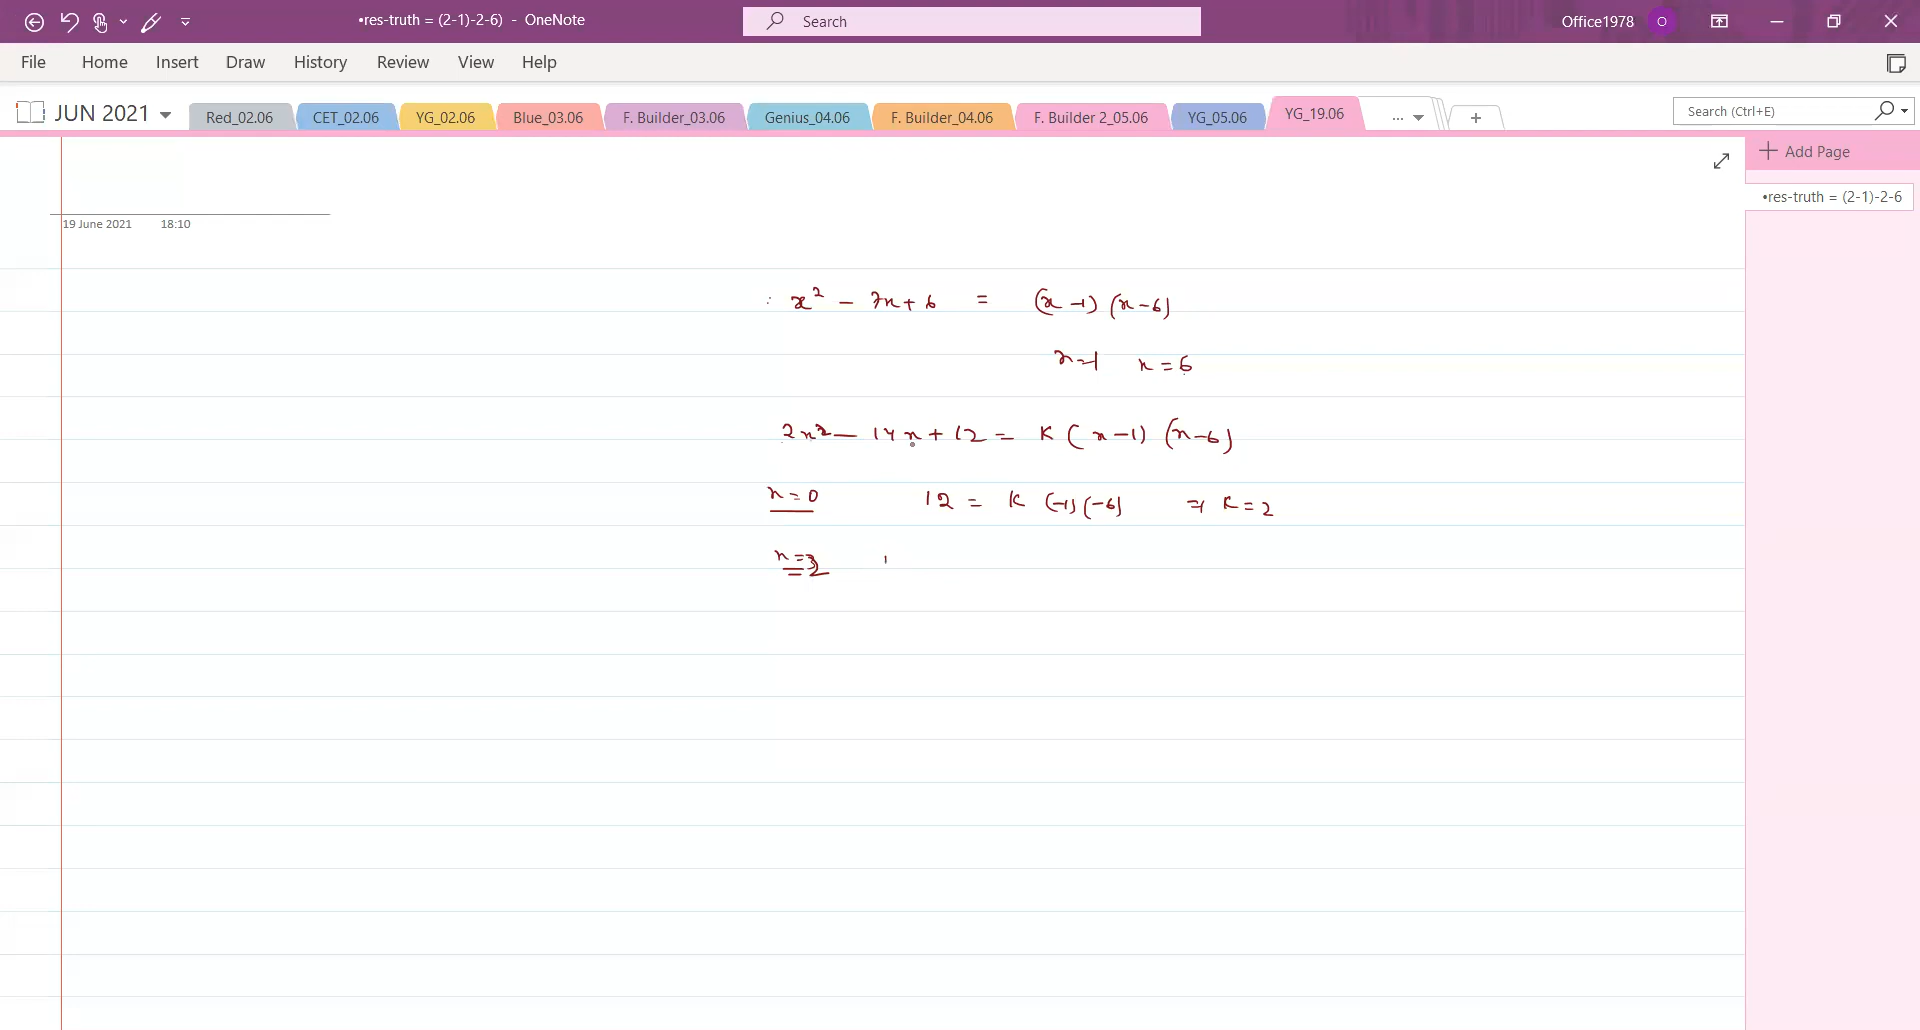 •res-truth = (2-1)-2-6) - OneNote
Search
Office1978
O
File Home Insert Draw History Review View Help
JUN 2021
Red_02.06 CET_02.06 YG_02.06 Blue_03.06 F. Builder_03.06 Genius_04.06 F. Builder_04.06 F. Builder 2_05.06 YG_05.06 YG_19.06 ... +
Search (Ctrl+E)
Add Page
•res-truth = (2-1)-2-6
19 June 2021 18:10
x² - 7x + 6 = (x-1)(x-6)
x=1 x=6
2x² - 14x + 12 = K(x-1)(x-6)
x=0 12 = K(-1)(-6) ⇒ K=2